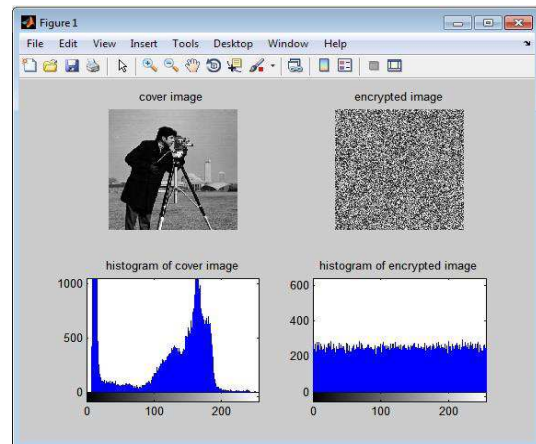 Figure 1
File Edit View Insert Tools Desktop Window Help
cover image
encrypted image
histogram of cover image
histogram of encrypted image
1000
500
0
0 100 200
600
400
200
0
0 100 200